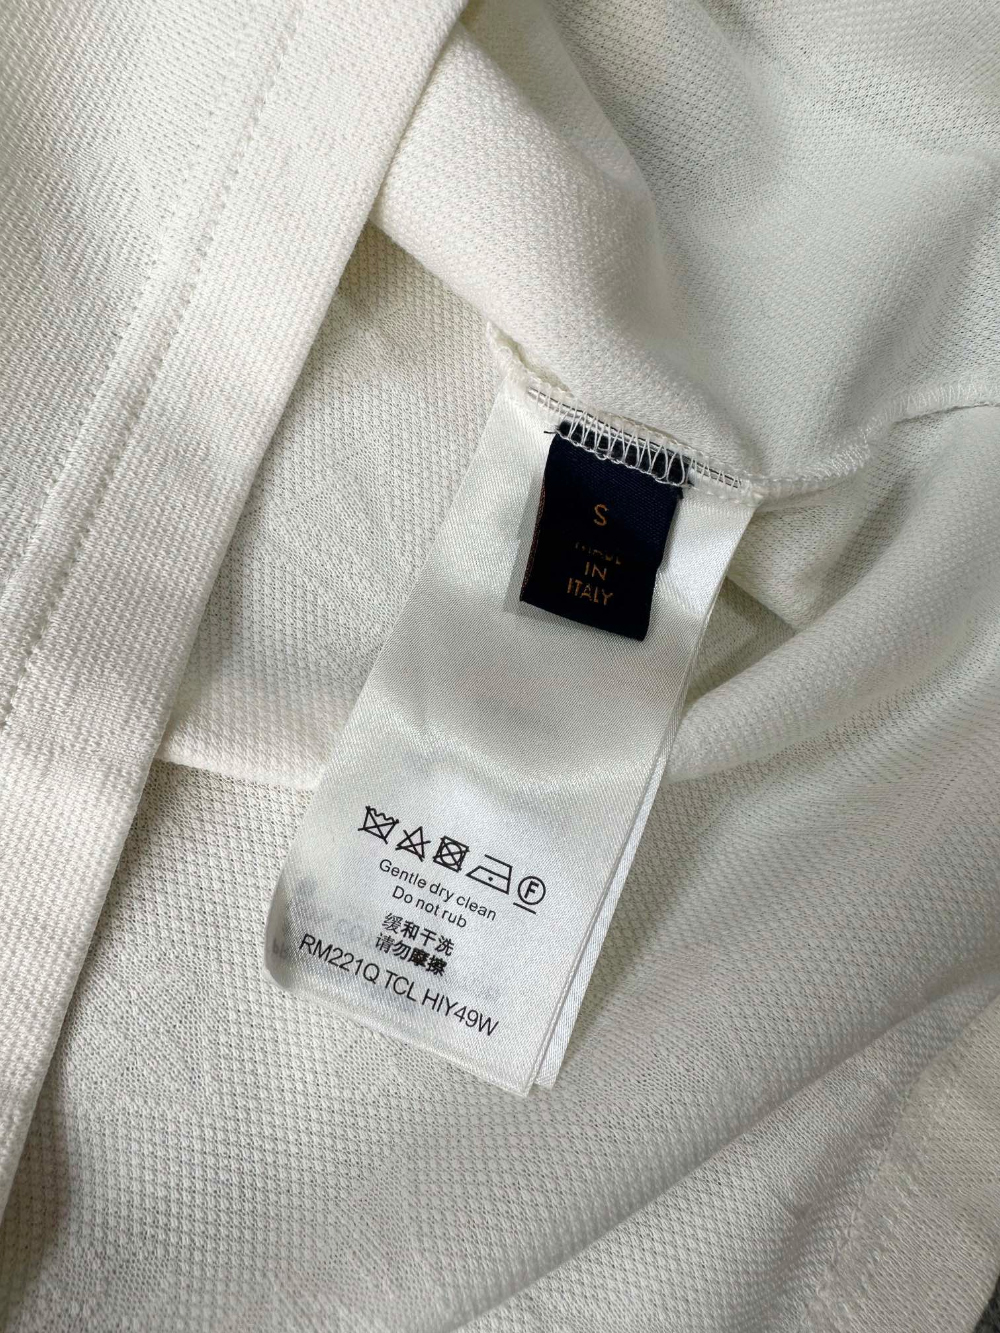 S
IN
ITALY
F
Gentle dry clean
Do not rub
缓和干洗
请勿摩擦
RM221Q TCL HIY49W